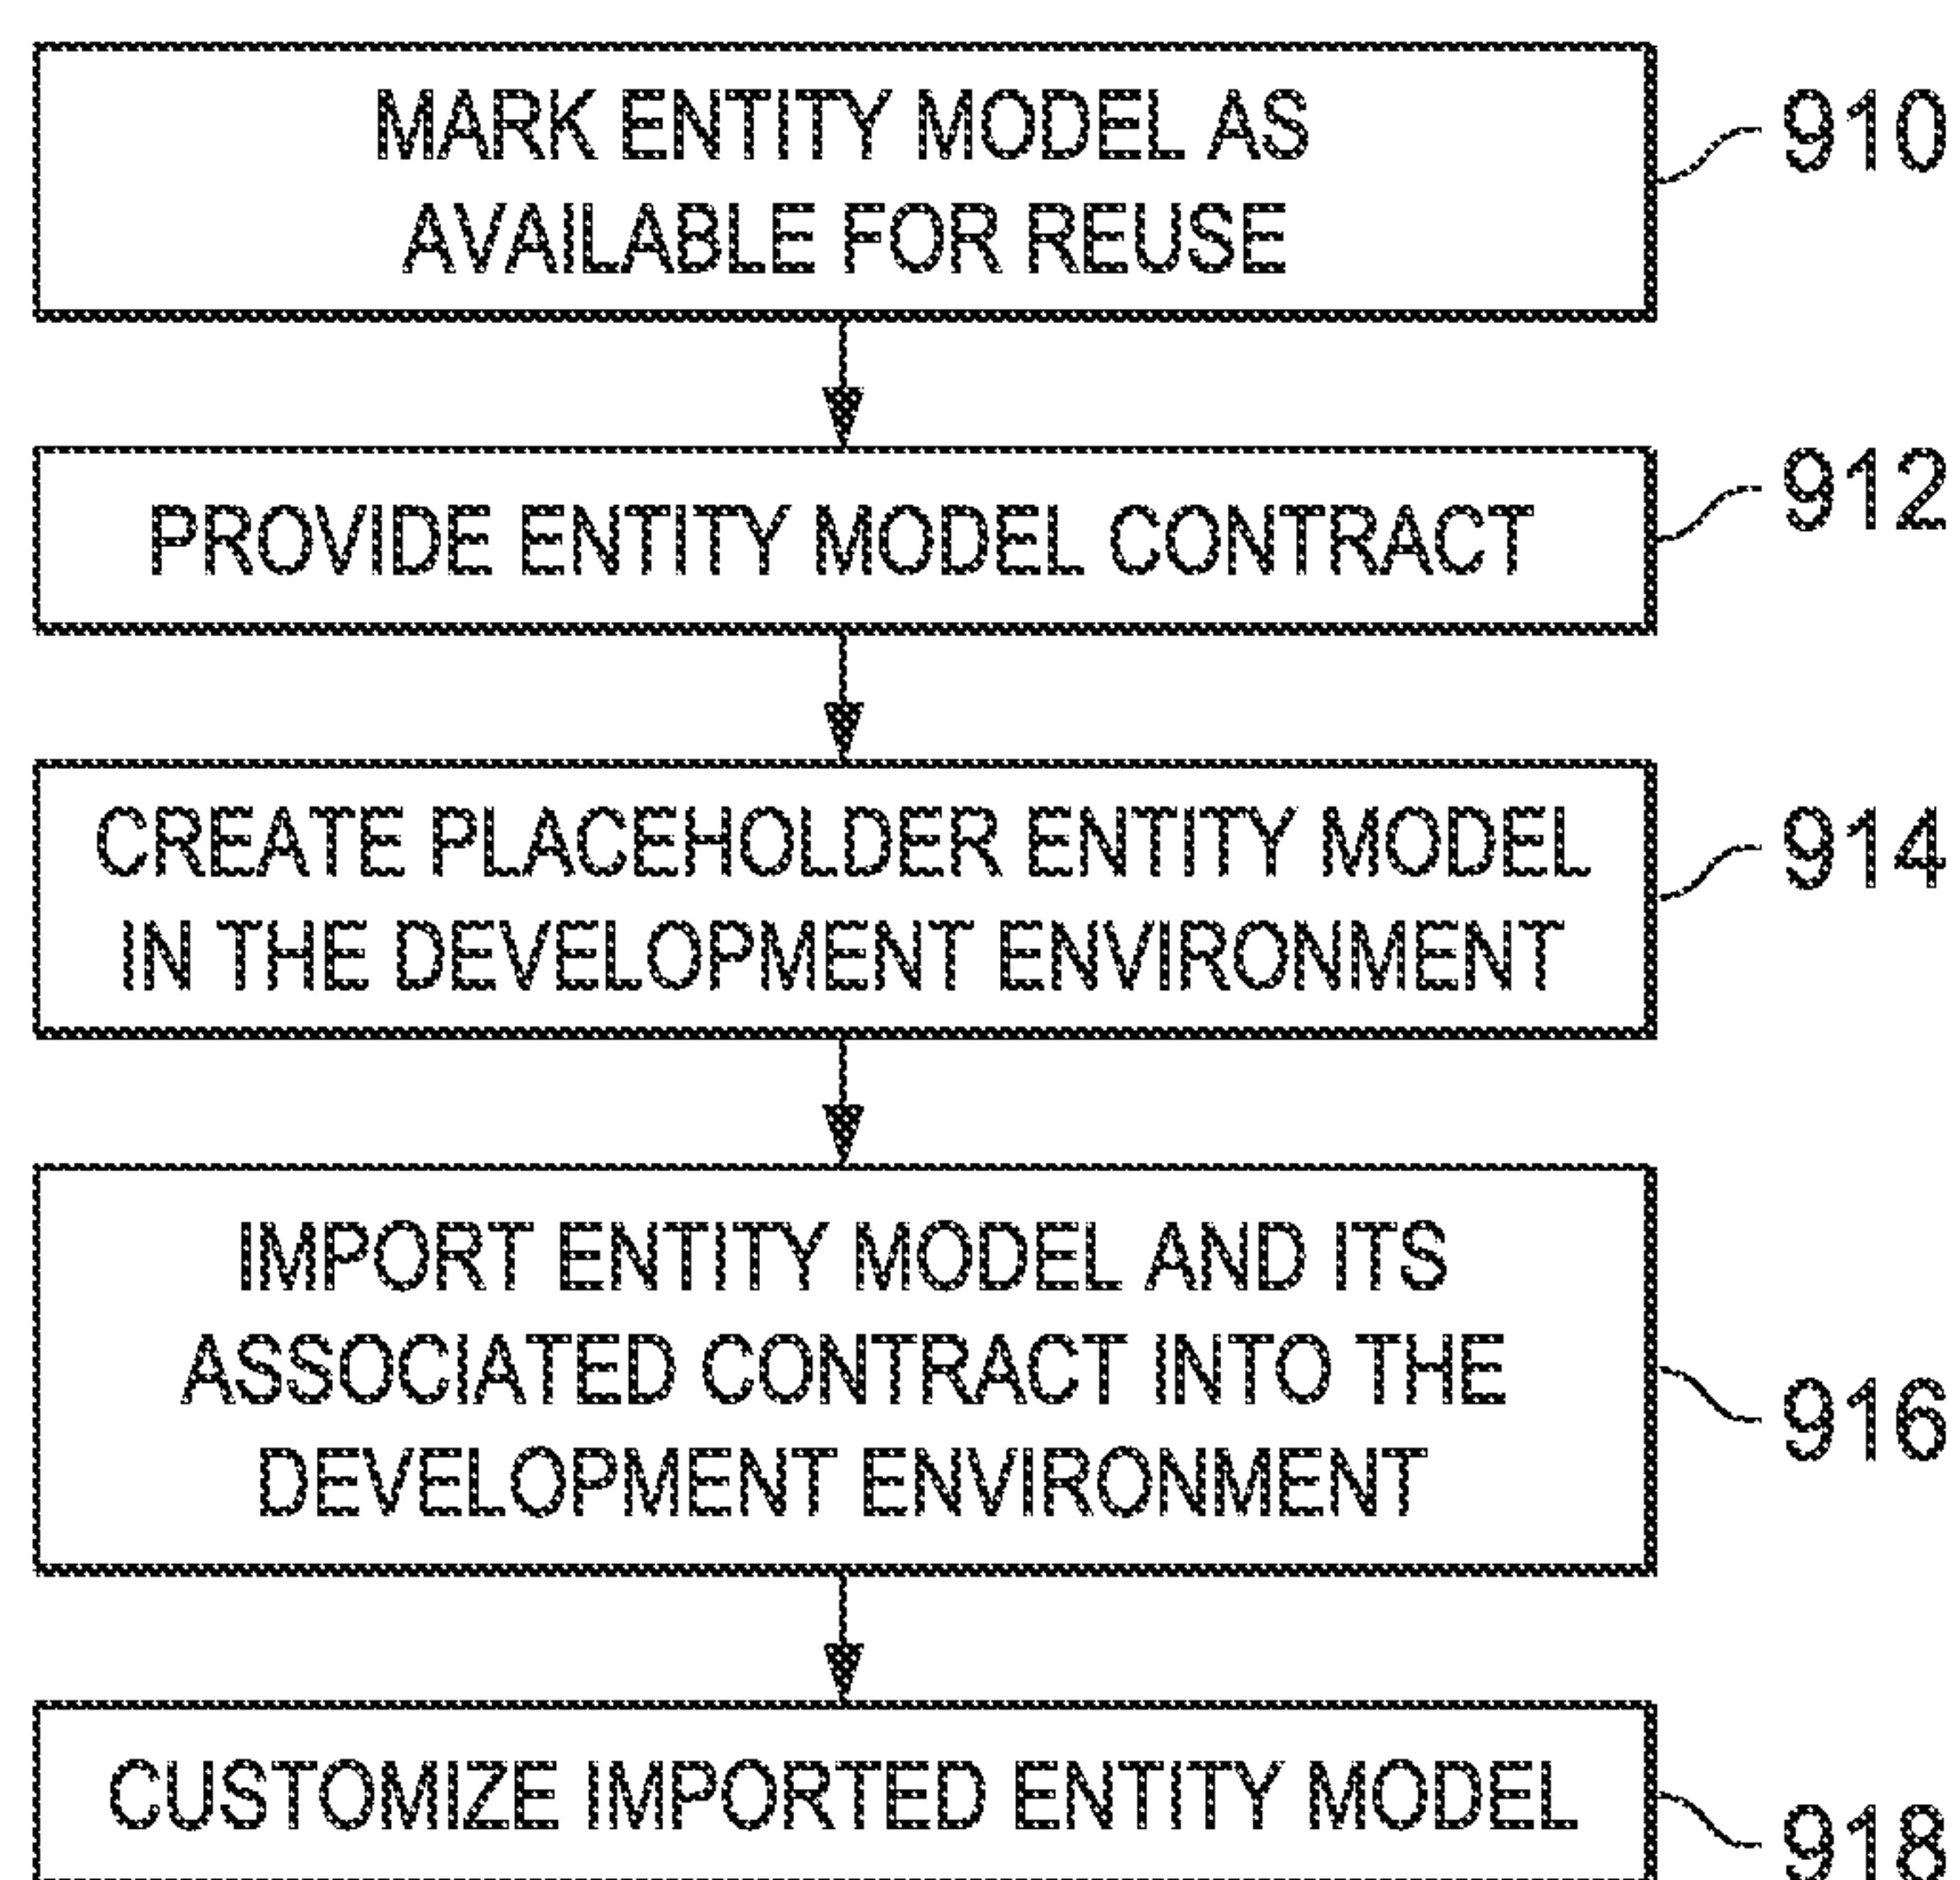 MARK ENTITY MODEL AS
AVAILABLE FOR REUSE
910
PROVIDE ENTITY MODEL CONTRACT
912
CREATE PLACEHOLDER ENTITY MODEL
IN THE DEVELOPMENT ENVIRONMENT
914
IMPORT ENTITY MODEL AND ITS
ASSOCIATED CONTRACT INTO THE
DEVELOPMENT ENVIRONMENT
916
CUSTOMIZE IMPORTED ENTITY MODEL
918